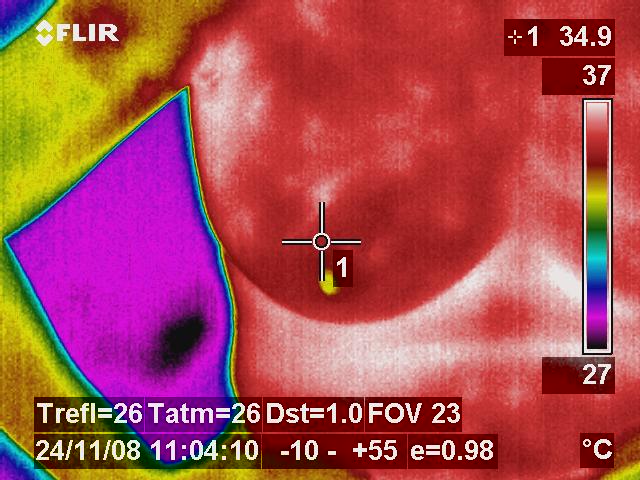 FLIR
1 34.9
37
1
27
Trefl=26 Tatm=26 Dst=1.0 FOV 23
24/11/08 11:04:10 -10 - +55 e=0.98 °C